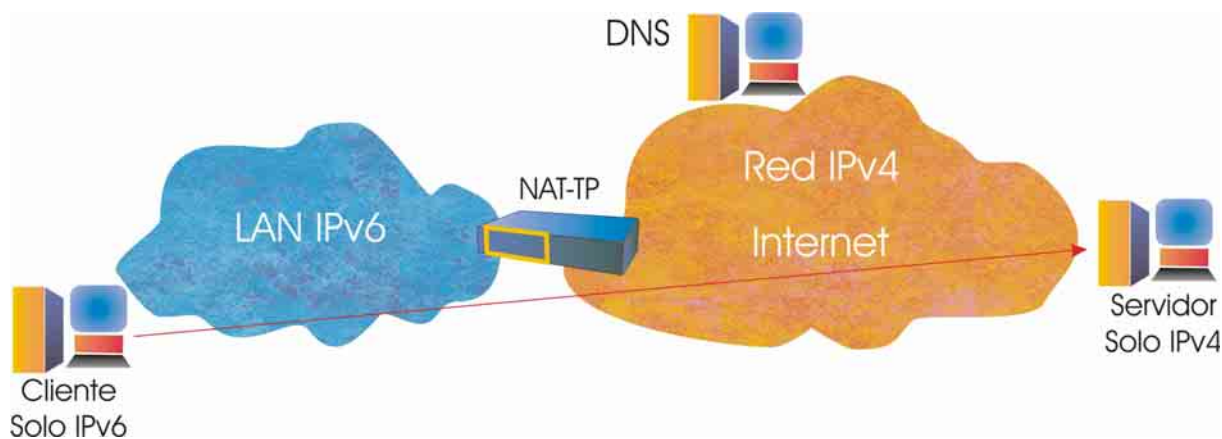 DNS
Red IPv4
NAT-TP
LAN IPv6
Internet
Servidor
Solo IPv4
Cliente
Solo IPv6